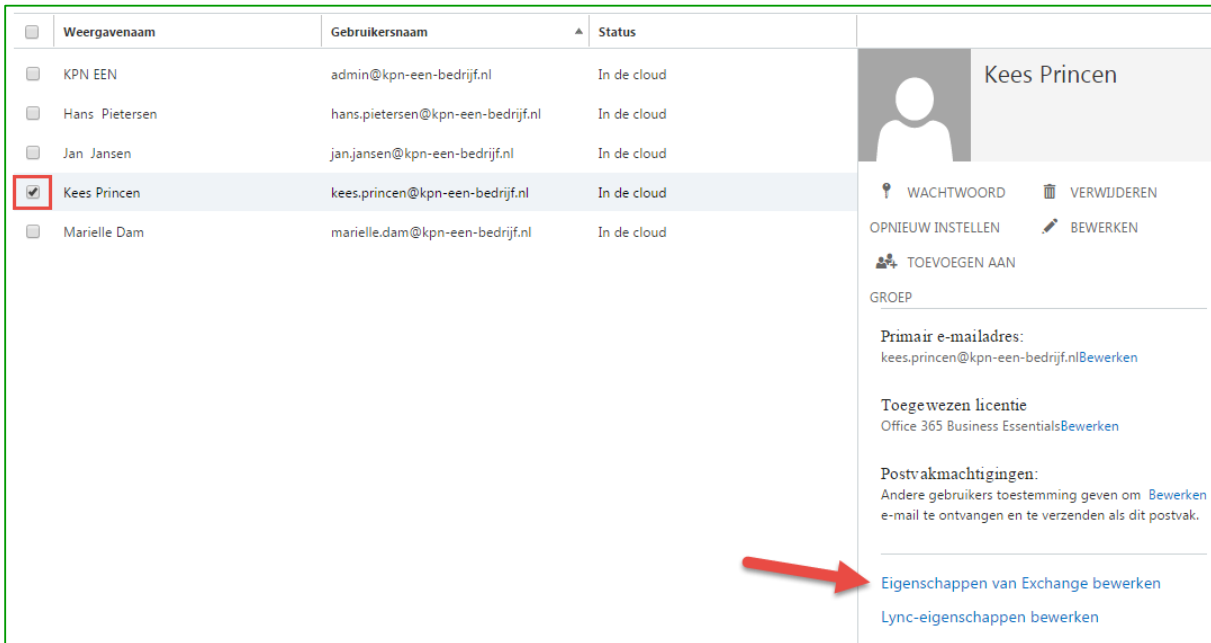 Weergavenaam Gebruikersnaam Status
KPN EEN admin@kpn-een-bedrijf.nl In de cloud
Hans Pietersen hans.pietersen@kpn-een-bedrijf.nl In de cloud
Jan Jansen jan.jansen@kpn-een-bedrijf.nl In de cloud
Kees Princen kees.princen@kpn-een-bedrijf.nl In de cloud
Marielle Dam marielle.dam@kpn-een-bedrijf.nl In de cloud
Kees Princen
WACHTWOORD VERWIJDEREN
OPNIEUW INSTELLEN BEWERKEN
TOEVOEGEN AAN
GROEP
Primair e-mailadres:
kees.princen@kpn-een-bedrijf.nlBewerken
Toegewezen licentie
Office 365 Business EssentialsBewerken
Postvakmachtigingen:
Andere gebruikers toestemming geven om Bewerken
e-mail te ontvangen en te verzenden als dit postvak.
Eigenschappen van Exchange bewerken
Lync-eigenschappen bewerken